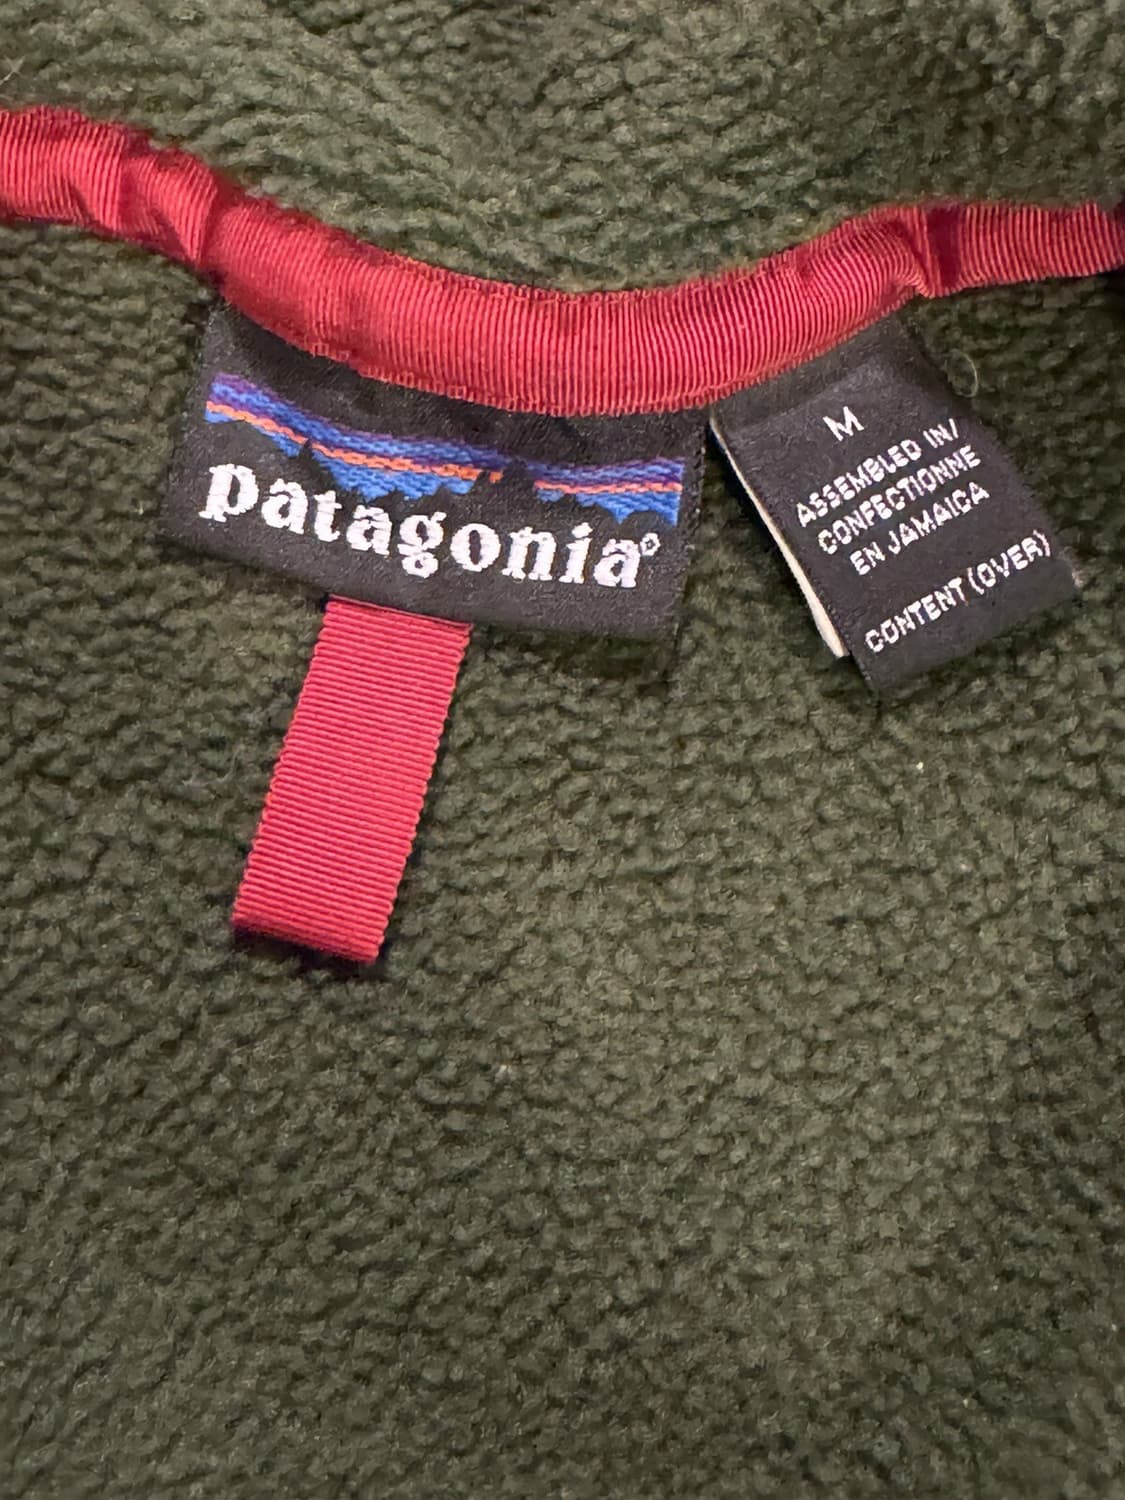 patagonia®
M
ASSEMBLED IN/
CONFECTIONNE
EN JAMAICA
CONTENT (OVER)